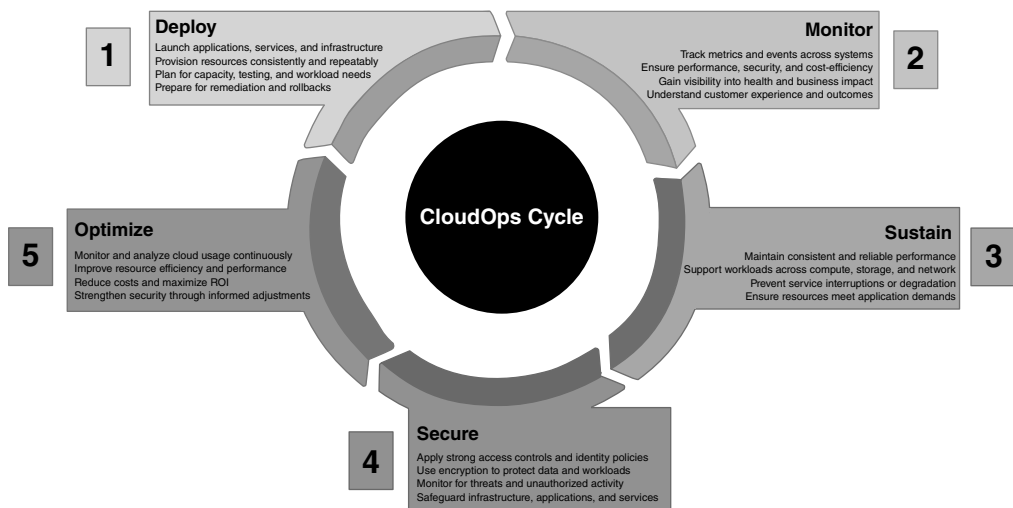 1
Deploy
Launch applications, services, and infrastructure
Provision resources consistently and repeatably
Plan for capacity, testing, and workload needs
Prepare for remediation and rollbacks
Monitor
Track metrics and events across systems
Ensure performance, security, and cost-efficiency
Gain visibility into health and business impact
Understand customer experience and outcomes
2
CloudOps Cycle
Sustain
Maintain consistent and reliable performance
Support workloads across compute, storage, and network
Prevent service interruptions or degradation
Ensure resources meet application demands
3
4
Secure
Apply strong access controls and identity policies
Use encryption to protect data and workloads
Monitor for threats and unauthorized activity
Safeguard infrastructure, applications, and services
5
Optimize
Monitor and analyze cloud usage continuously
Improve resource efficiency and performance
Reduce costs and maximize ROI
Strengthen security through informed adjustments